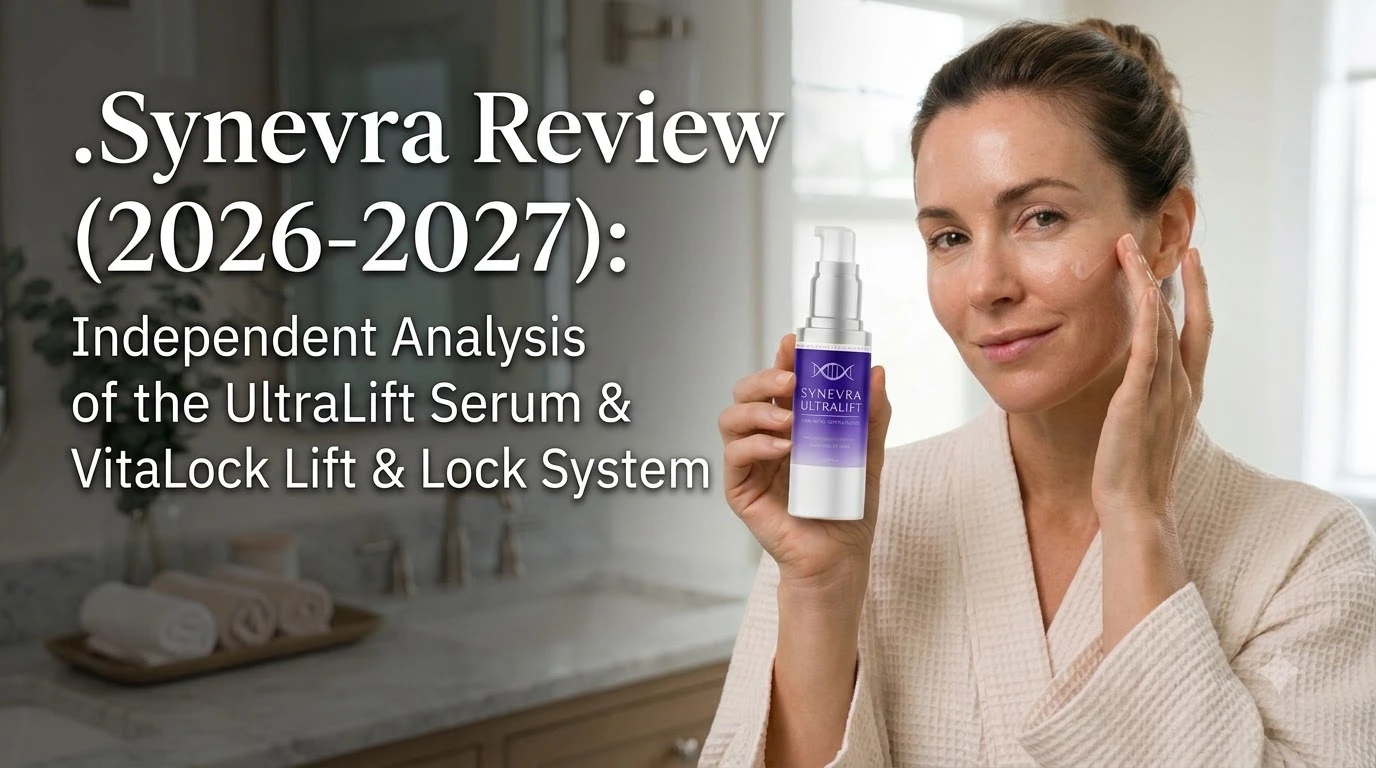 .Synevra Review
(2026-2027):
Independent Analysis
of the UltraLift Serum &
VitaLock Lift & Lock System
SYNEVRA
ULTRALIFT